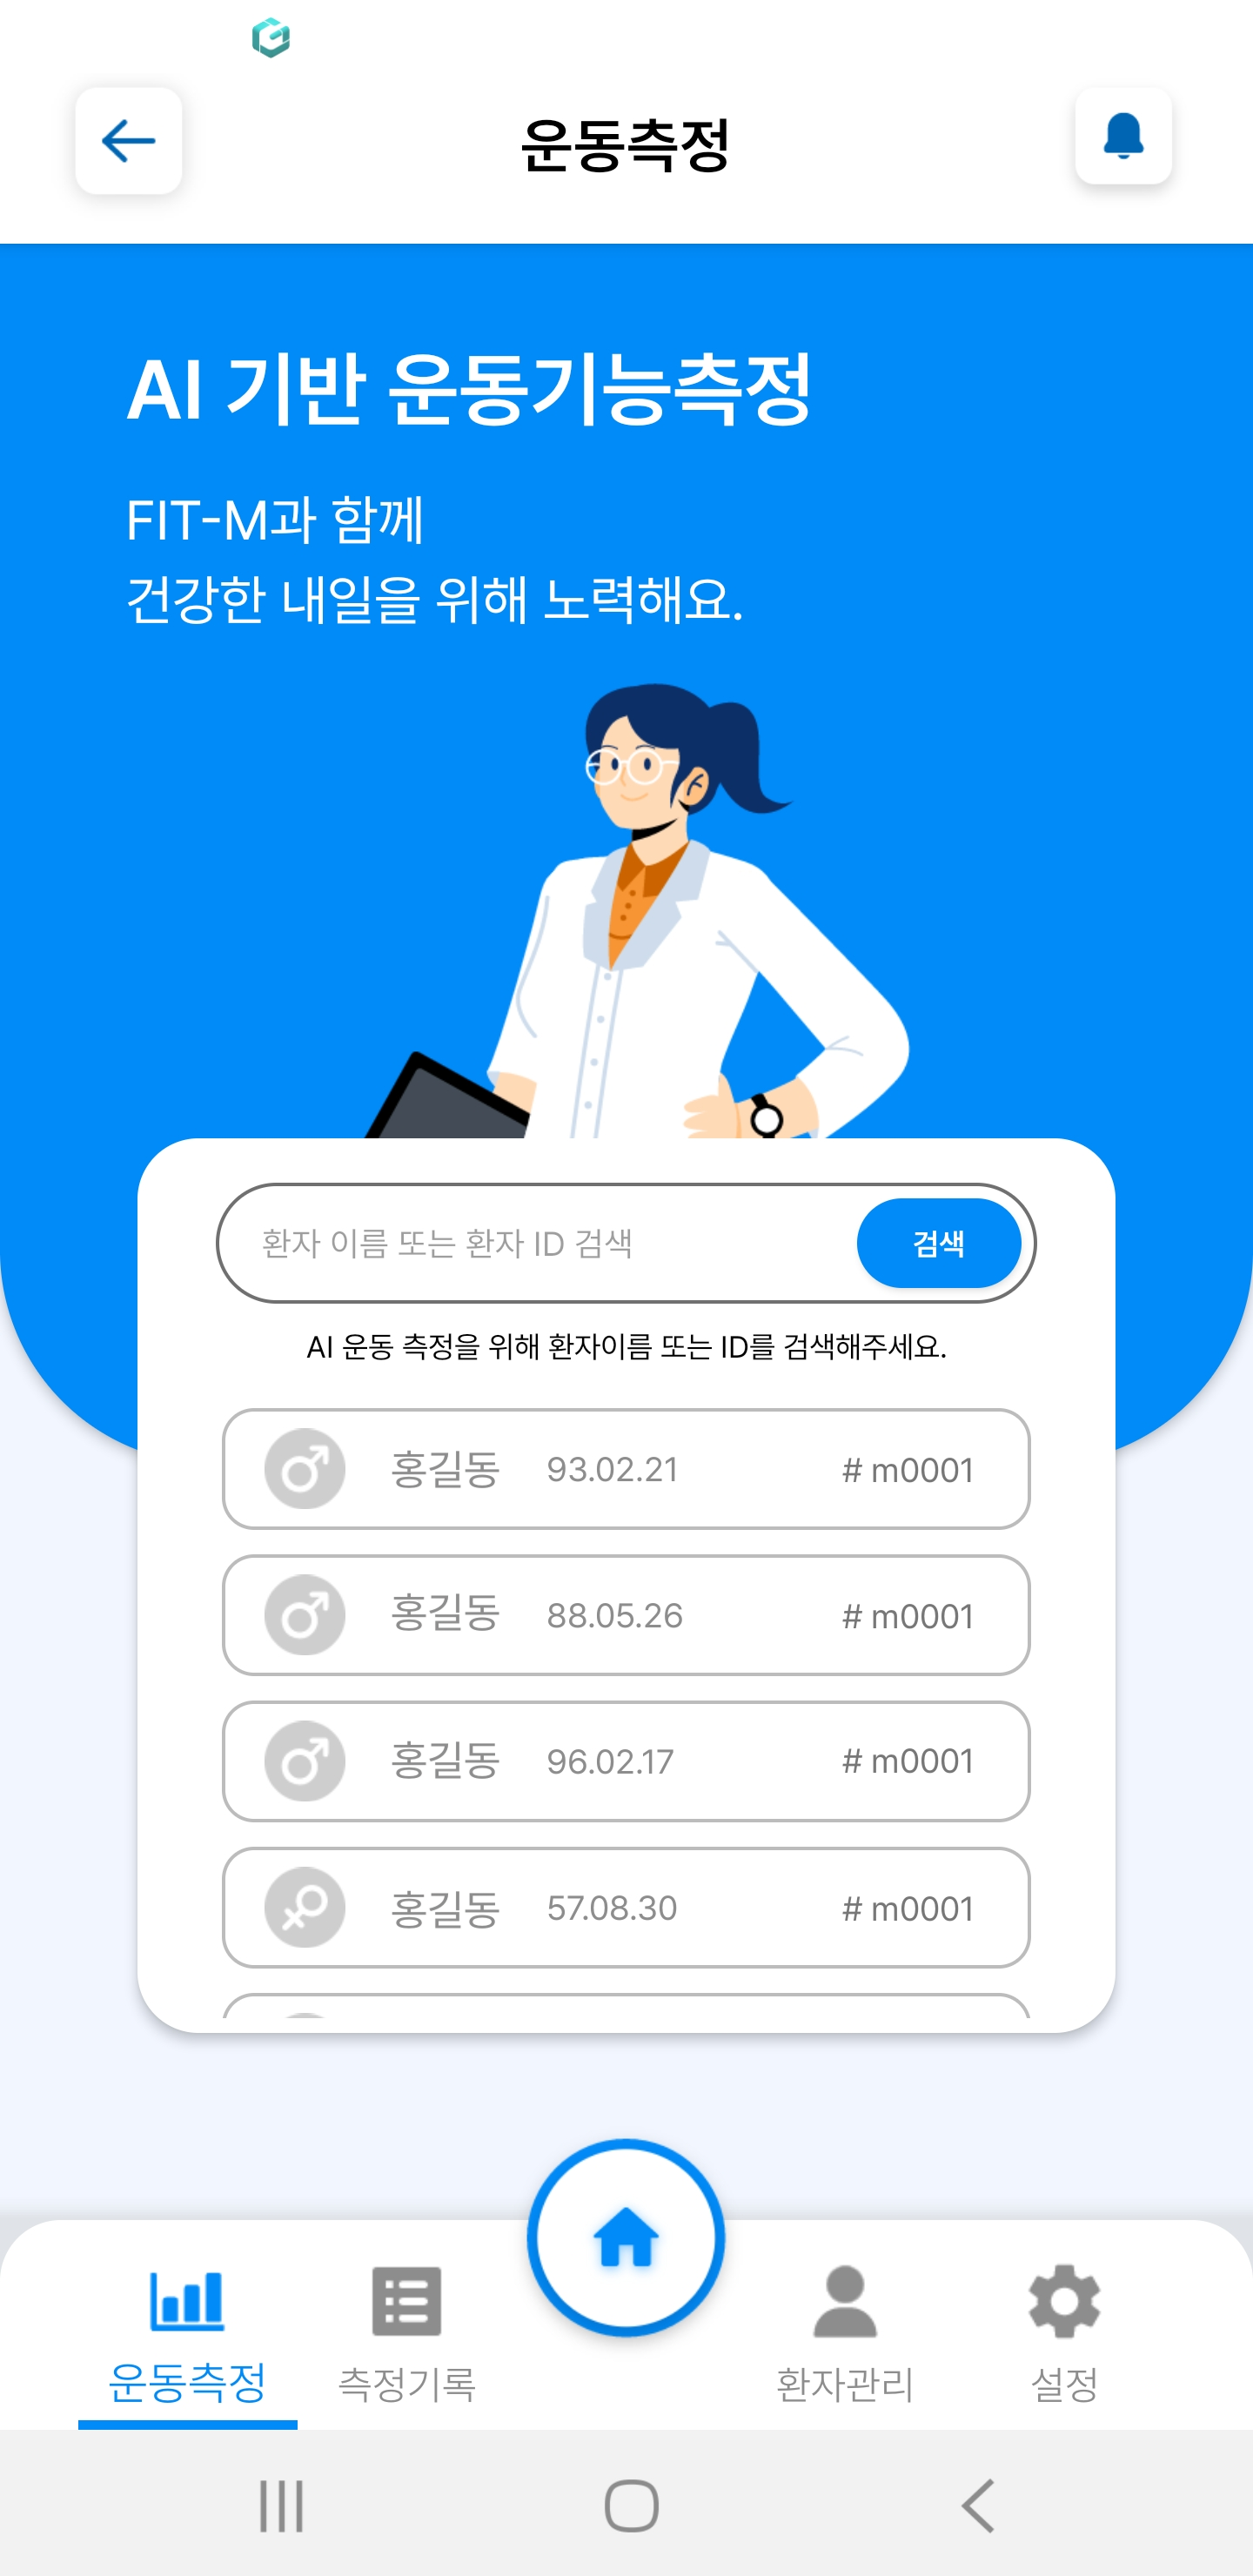 운동측정
AI 기반 운동기능측정
FIT-M과 함께
건강한 내일을 위해 노력해요.
환자 이름 또는 환자 ID 검색
검색
AI 운동 측정을 위해 환자이름 또는 ID를 검색해주세요.
홍길동 93.02.21 # m0001
홍길동 88.05.26 # m0001
홍길동 96.02.17 # m0001
홍길동 57.08.30 # m0001
운동측정 측정기록 환자관리 설정